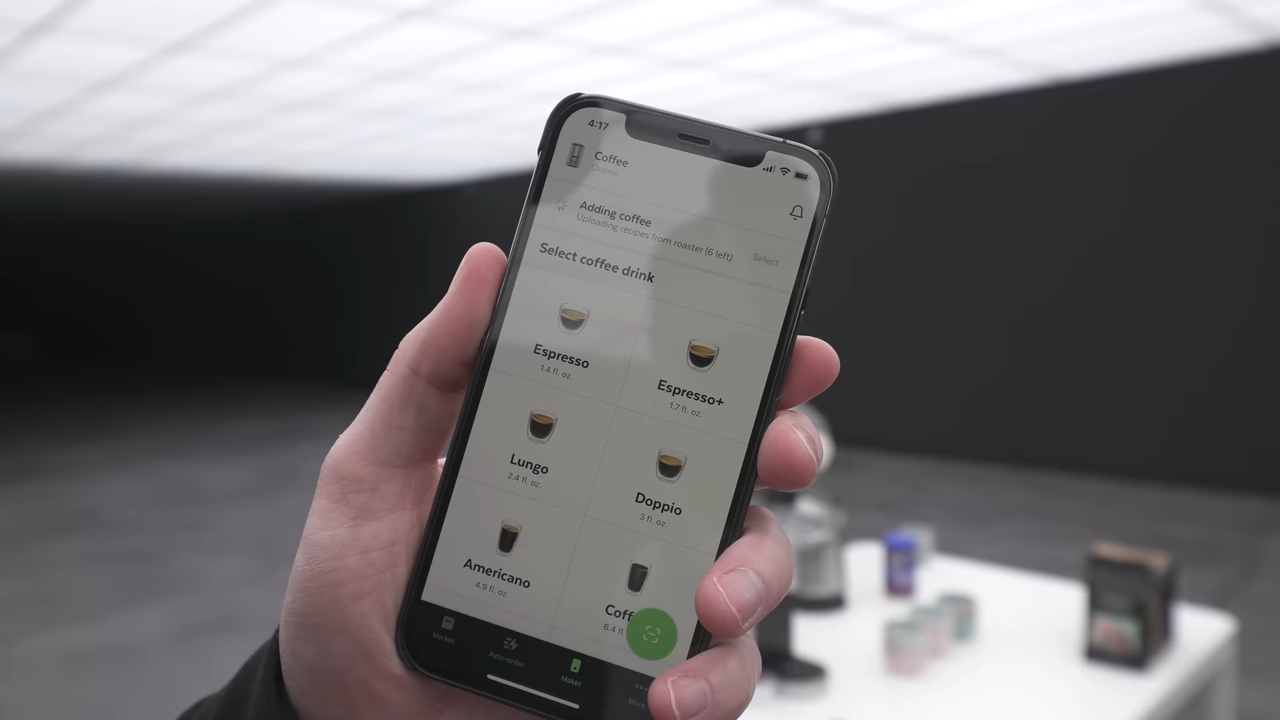 4:17
Coffee
Online
Adding coffee
Uploading recipes from roaster (6 left)
Select
Select coffee drink
Espresso
1.4 fl. oz.
Espresso+
1.7 fl. oz.
Lungo
2.4 fl. oz.
Doppio
3 fl. oz.
Americano
4.9 fl. oz.
6.4 fl.
Market
Auto-order
Maker
More